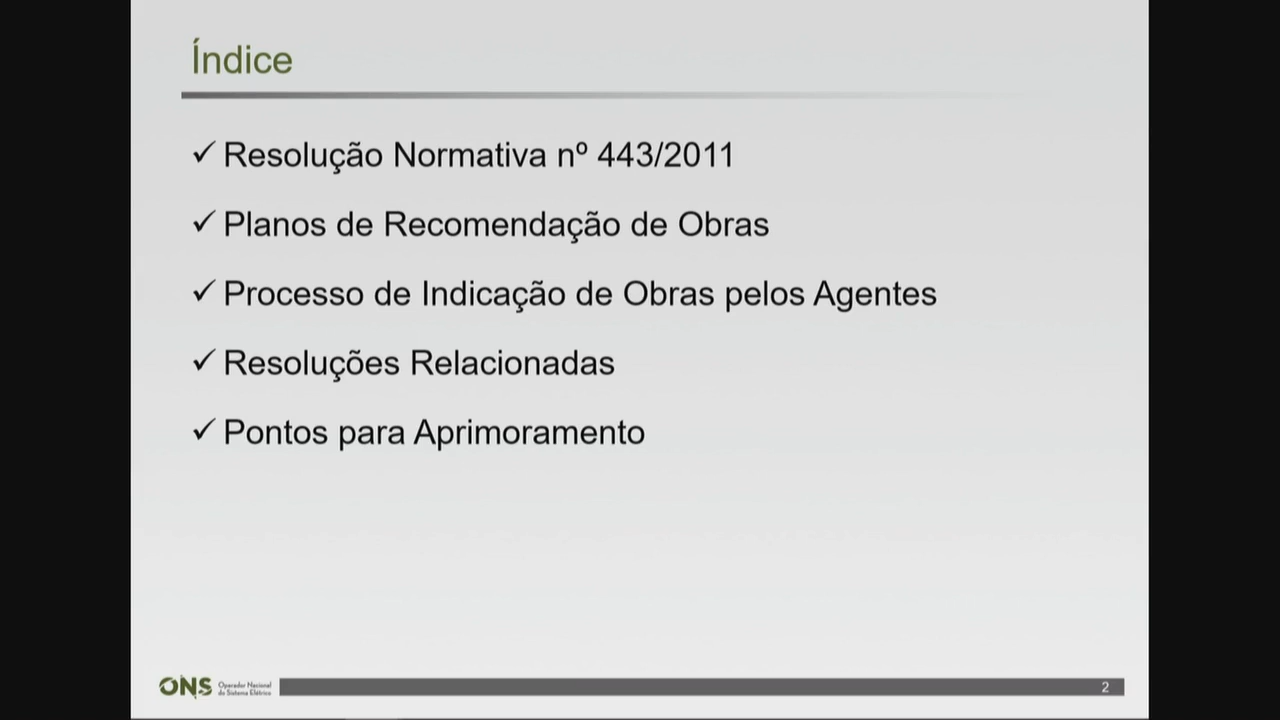 Índice
✓ Resolução Normativa nº 443/2011
✓ Planos de Recomendação de Obras
✓ Processo de Indicação de Obras pelos Agentes
✓ Resoluções Relacionadas
✓ Pontos para Aprimoramento
ONS Operador Nacional
do Sistema Elétrico
2